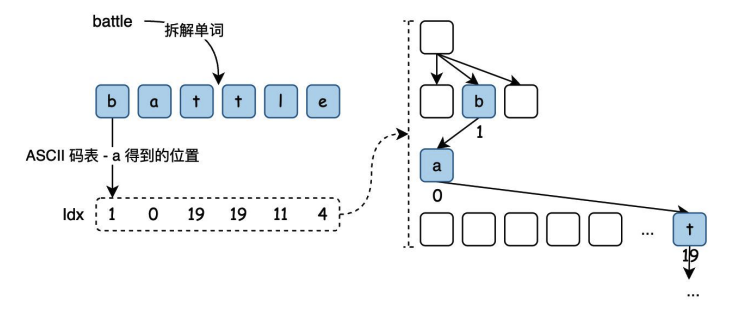 battle
拆解单词
b a t t l e
ASCII 码表 - a 得到的位置
Idx 1 0 19 19 11 4
b
1
a
0
... t
19
...